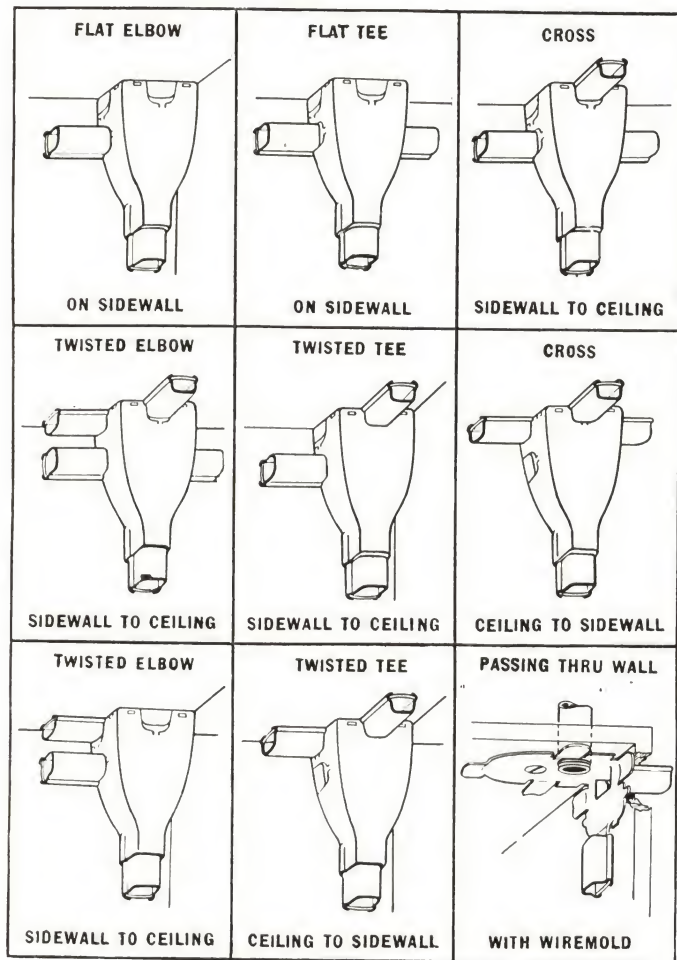 FLAT ELBOW
ON SIDEWALL
FLAT TEE
ON SIDEWALL
CROSS
SIDEWALL TO CEILING
TWISTED ELBOW
SIDEWALL TO CEILING
TWISTED TEE
SIDEWALL TO CEILING
CROSS
CEILING TO SIDEWALL
TWISTED ELBOW
SIDEWALL TO CEILING
TWISTED TEE
CEILING TO SIDEWALL
PASSING THRU WALL
WITH WIREMOLD